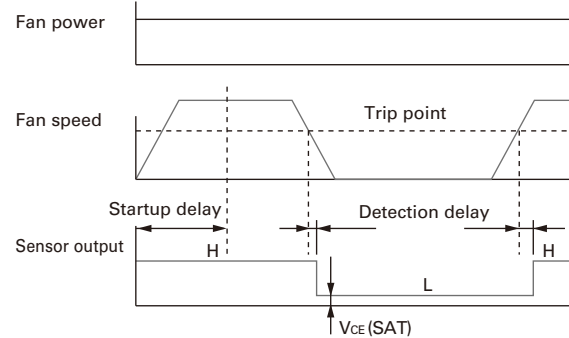 Fan power
Fan speed
Trip point
Startup delay
Detection delay
Sensor output
H
H
L
VCE (SAT)